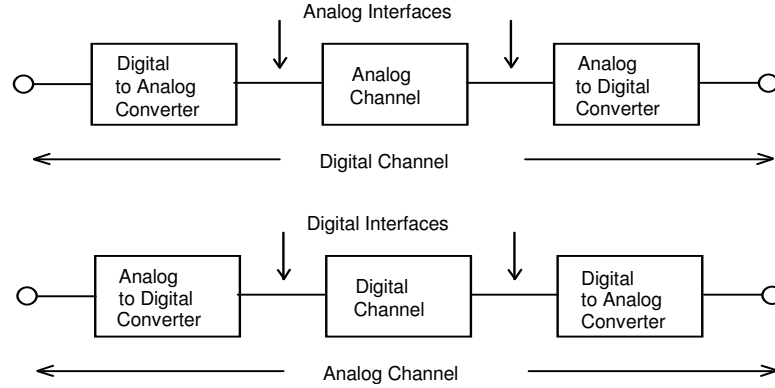 Analog Interfaces
Digital
to Analog
Converter
Analog
Channel
Analog
to Digital
Converter
Digital Channel
Digital Interfaces
Analog
to Digital
Converter
Digital
Channel
Digital
to Analog
Converter
Analog Channel